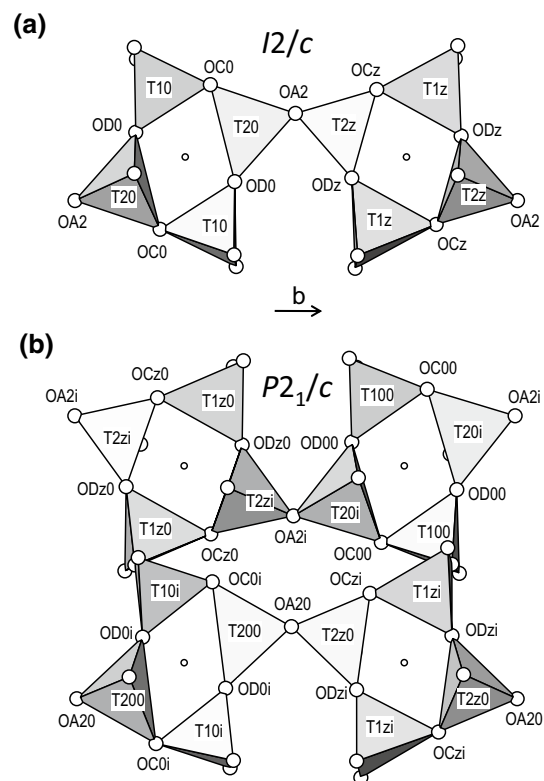 (a)
I2/c
OC0 OA2 OCz
T10 T1z
T20 T2z
OD0 ODz
T20 OD0 ODz T2z
OA2 T10 T1z OA2
OC0 OCz
b
(b)
P2₁/c
OCz0 OC00
OA2i T1z0 T100 OA2i
T2zi ODz0 OD00 T20i
ODz0 T2zi T20i OD00
T1z0 OA2i T100
OCz0 OC00
OC0i OA20 OCzi
T10i T1zi
OD0i T200 T2z0 ODzi
T200 OD0i ODzi T2z0
OA20 T10i T1zi OA20
OC0i OCzi